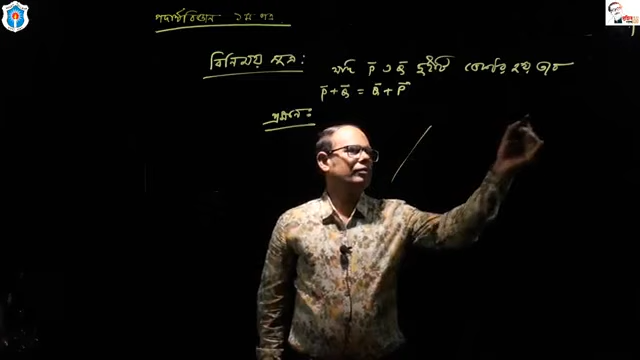 পদার্থবিজ্ঞান ১ম পত্র
বিনিময় সূত্র: যদি P̄ ও Q̄ দুইটি ভেক্টর হয় তবে
P̄ + Q̄ = Q̄ + P̄
প্রমাণ: